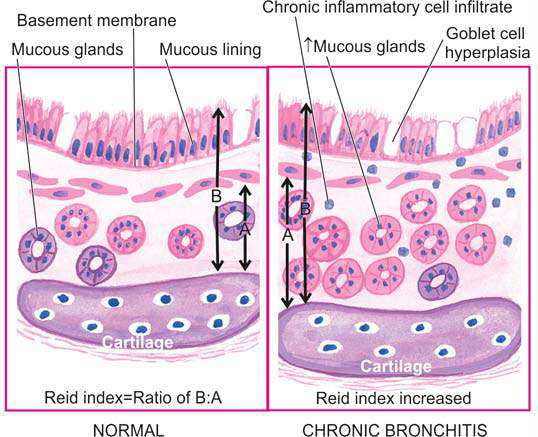 Chronic inflammatory cell infiltrate
Basement membrane
Mucous glands
Mucous lining
↑Mucous glands
Goblet cell
hyperplasia
B
A
B
A
Cartilage
Cartilage
Reid index=Ratio of B:A
Reid index increased
NORMAL
CHRONIC BRONCHITIS